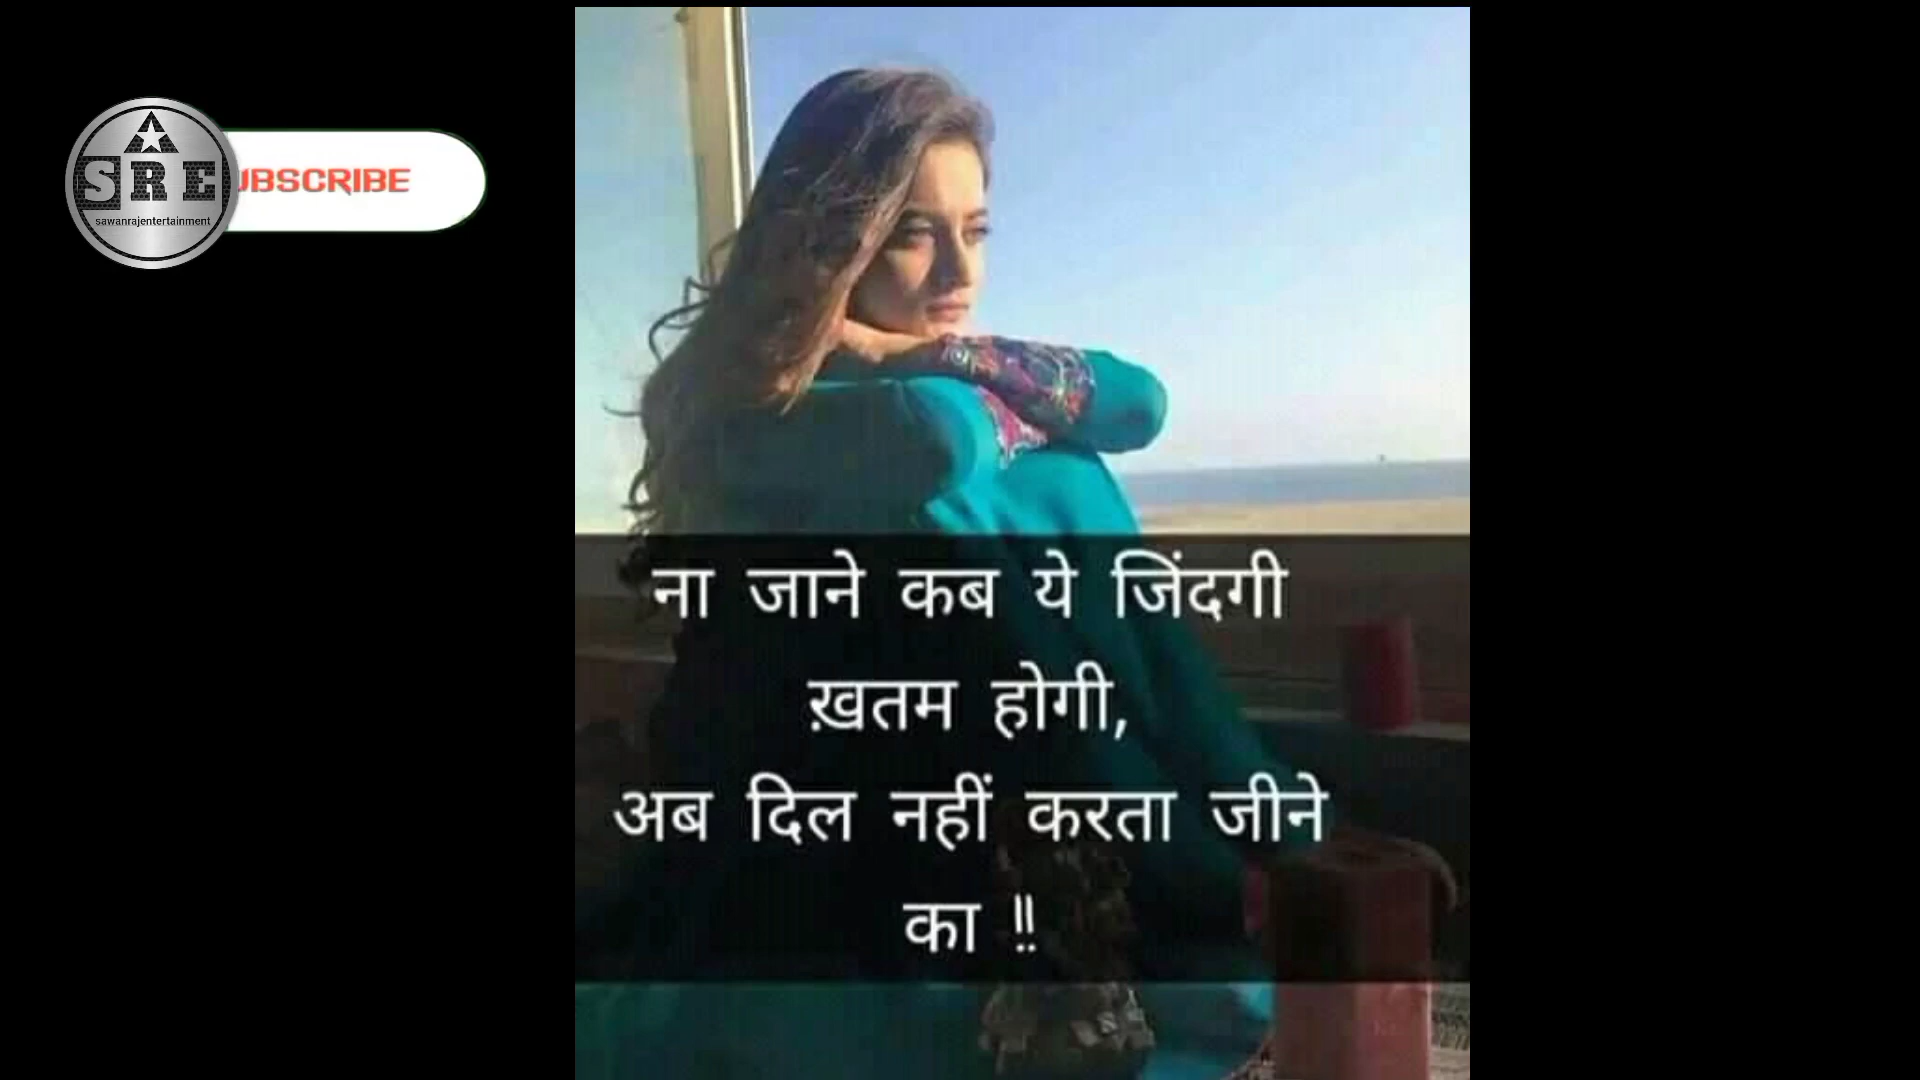 SRE
sawanrajentertainment
UBSCRIBE
ना जाने कब ये जिंदगी
ख़तम होगी,
अब दिल नहीं करता जीने
का !!